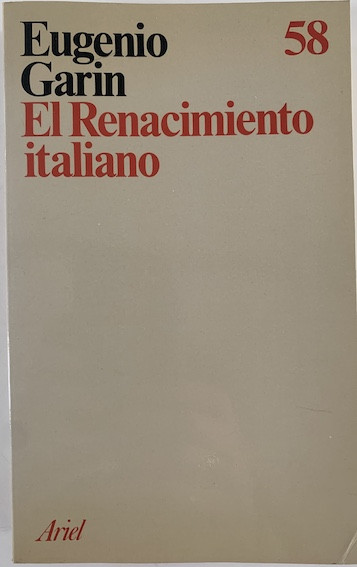 Eugenio 58
Garin
El Renacimiento
italiano
Ariel